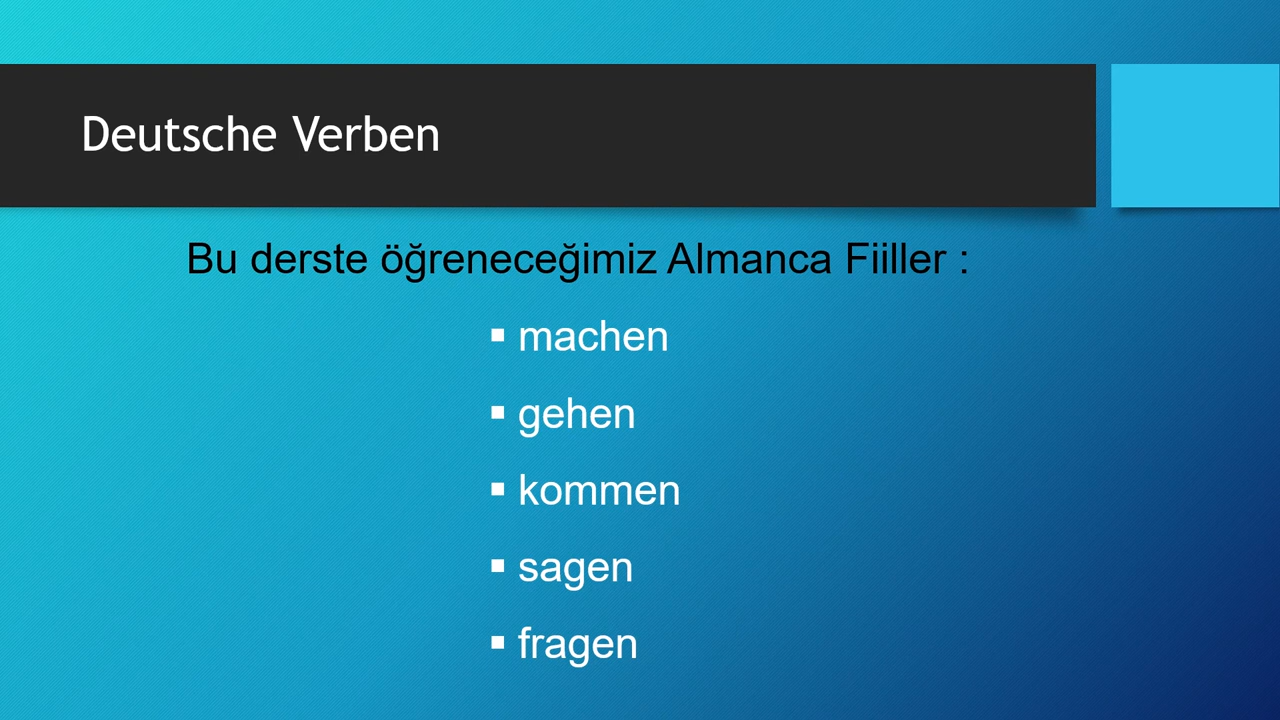 Deutsche Verben
Bu derste öğreneceğimiz Almanca Fiiller :
▪ machen
▪ gehen
▪ kommen
▪ sagen
▪ fragen